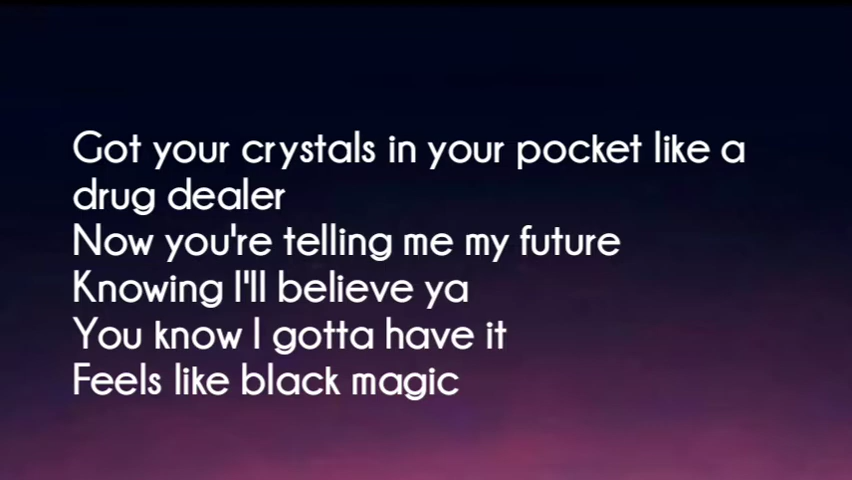 Got your crystals in your pocket like a
drug dealer
Now you're telling me my future
Knowing I'll believe ya
You know I gotta have it
Feels like black magic